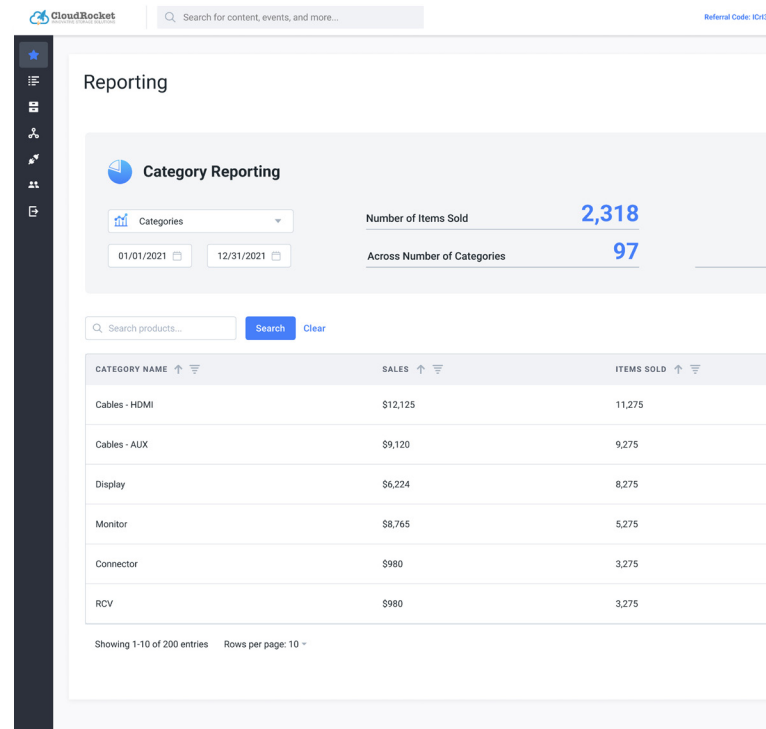 CloudRocket
INNOVATIVE STORAGE SOLUTIONS
Search for content, events, and more...
Referral Code:
Reporting
Category Reporting
Categories
01/01/2021
12/31/2021
Number of Items Sold
2,318
Across Number of Categories
97
Search products...
Search
Clear
CATEGORY NAME
SALES
ITEMS SOLD
Cables - HDMI
$12,125
11,275
Cables - AUX
$9,120
9,275
Display
$6,224
8,275
Monitor
$8,765
5,275
Connector
$980
3,275
RCV
$980
3,275
Showing 1-10 of 200 entries
Rows per page: 10